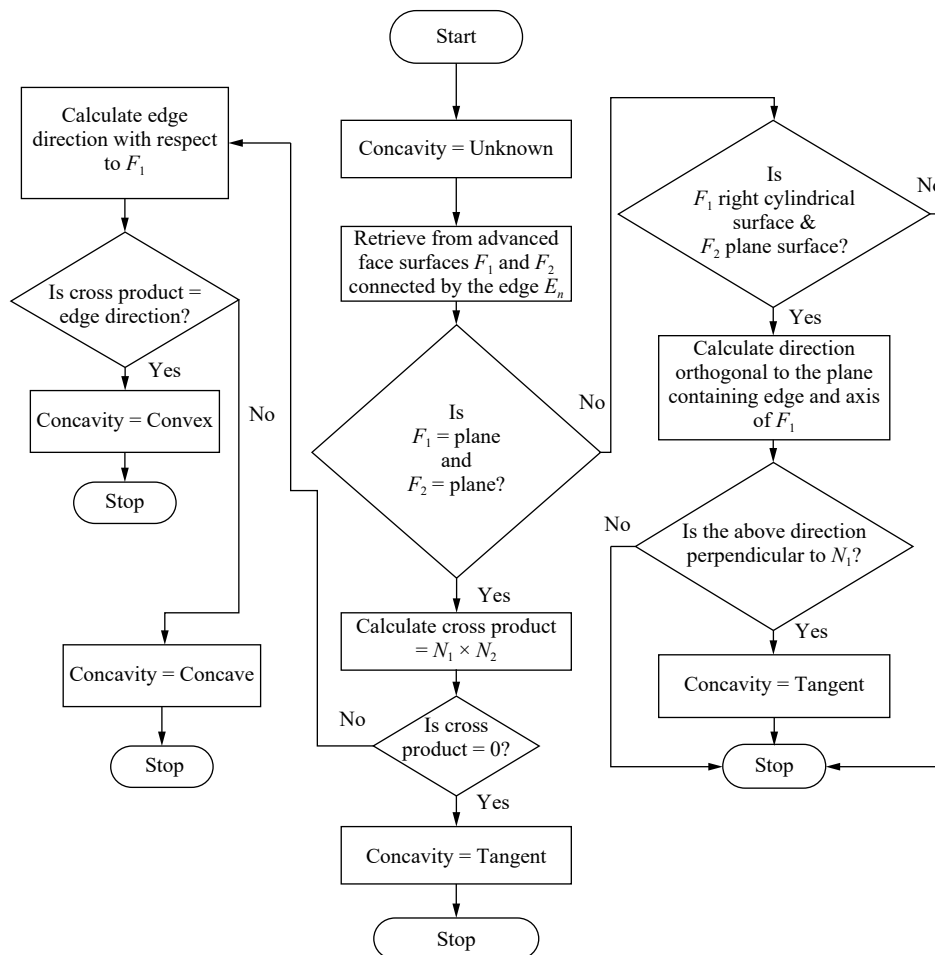 Start
Concavity = Unknown
Retrieve from advanced
face surfaces F₁ and F₂
connected by the edge Eₙ
Is
F₁ = plane
and
F₂ = plane?
No
Yes
Calculate cross product
= N₁ × N₂
Is cross
product = 0?
No
Yes
Concavity = Tangent
Stop
Calculate edge
direction with respect
to F₁
Is cross product =
edge direction?
Yes
No
Concavity = Convex
Stop
Concavity = Concave
Stop
Is
F₁ right cylindrical
surface &
F₂ plane surface?
No
Yes
Calculate direction
orthogonal to the plane
containing edge and axis
of F₁
Is the above direction
perpendicular to N₁?
No
Yes
Concavity = Tangent
Stop